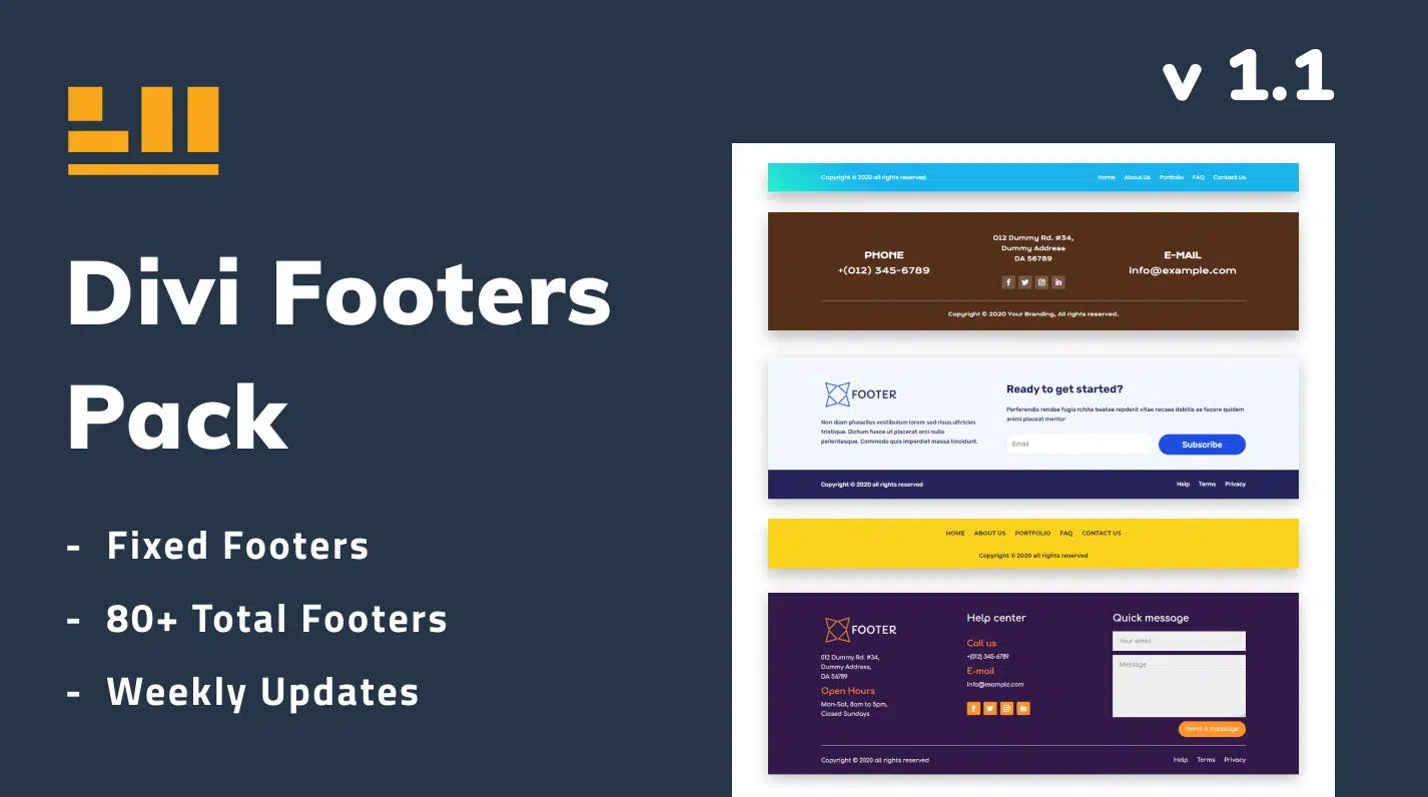 v 1.1
Divi Footers
Pack
- Fixed Footers
- 80+ Total Footers
- Weekly Updates
Copyright © 2020 all rights reserved
Home About Us Portfolio FAQ Contact Us
PHONE
+(012) 345-6789
012 Dummy Rd. #34,
Dummy Address
DA 56789
E-MAIL
info@example.com
Copyright © 2020 Your Branding, All rights reserved.
FOOTER
Non diam phasellus vestibulum lorem sed risus ultricies
tristique. Dictum fusce ut placerat orci nulla
pellentesque. Commodo quis imperdiet massa tincidunt.
Ready to get started?
Perferendis rendae fugia rchite beatae repderit vitae recaae debitis ae facere quidem
animi placeat mentur
Email
Subscribe
Copyright © 2020 all rights reserved
Help Terms Privacy
HOME ABOUT US PORTFOLIO FAQ CONTACT US
Copyright © 2020 all rights reserved
FOOTER
012 Dummy Rd. #34,
Dummy Address,
DA 56789
Open Hours
Mon-Sat, 8am to 5pm,
Closed Sundays
Help center
Call us
+(012) 345-6789
E-mail
info@example.com
Quick message
Your email
Message
Send a message
Copyright © 2020 all rights reserved
Help Terms Privacy